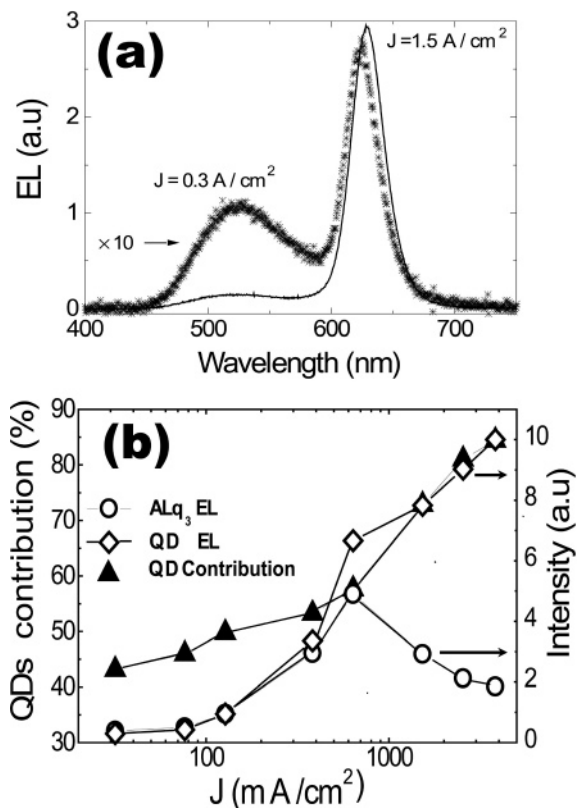 (a)
3
2
1
0
EL (a.u)
J = 1.5 A / cm²
J = 0.3 A / cm²
×10
400 500 600 700
Wavelength (nm)
(b)
90
80
70
60
50
40
30
QDs contribution (%)
ALq₃ EL
QD EL
QD Contribution
10
8
6
4
2
0
Intensity (a.u)
100 1000
J (m A/cm²)